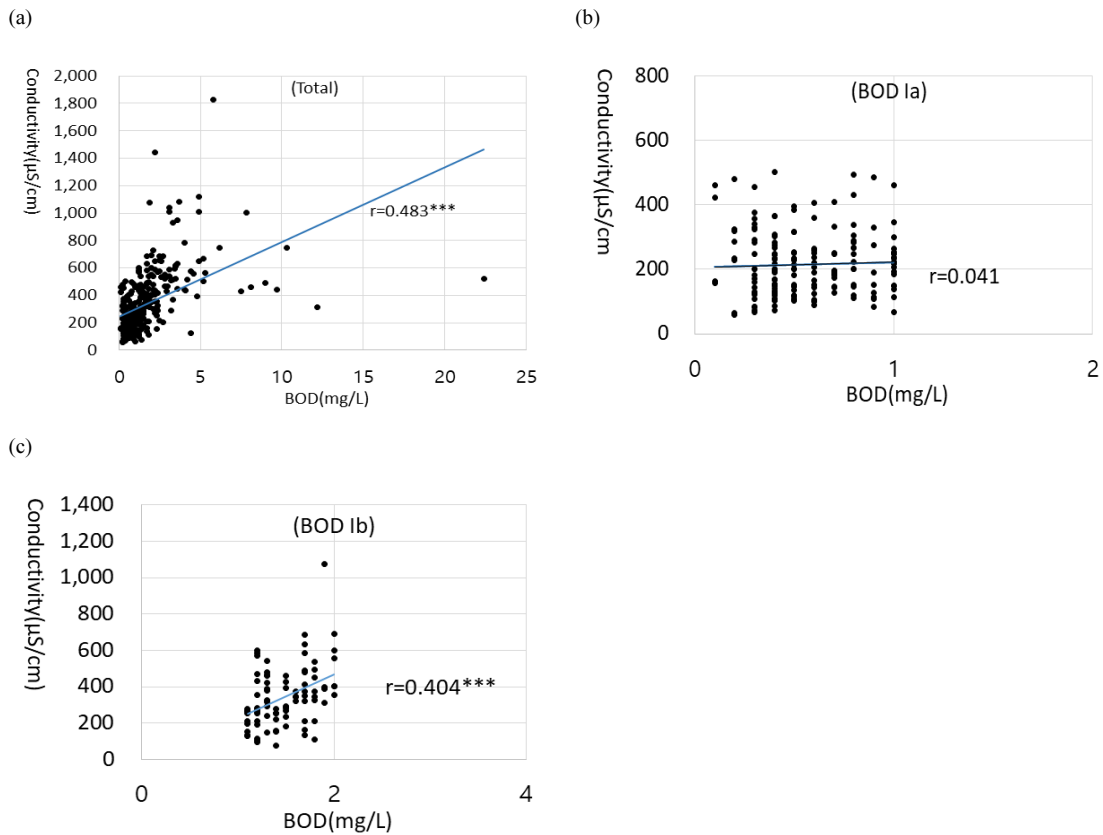 (a)
Conductivity(μS/cm)
2,000
1,800
1,600
1,400
1,200
1,000
800
600
400
200
0
(Total)
r=0.483***
0 5 10 15 20 25
BOD(mg/L)
(b)
Conductivity(μS/cm
800
600
400
200
0
(BOD Ia)
r=0.041
0 1 2
BOD(mg/L)
(c)
Conductivity(μS/cm)
1,400
1,200
1,000
800
600
400
200
0
(BOD Ib)
r=0.404***
0 2 4
BOD(mg/L)